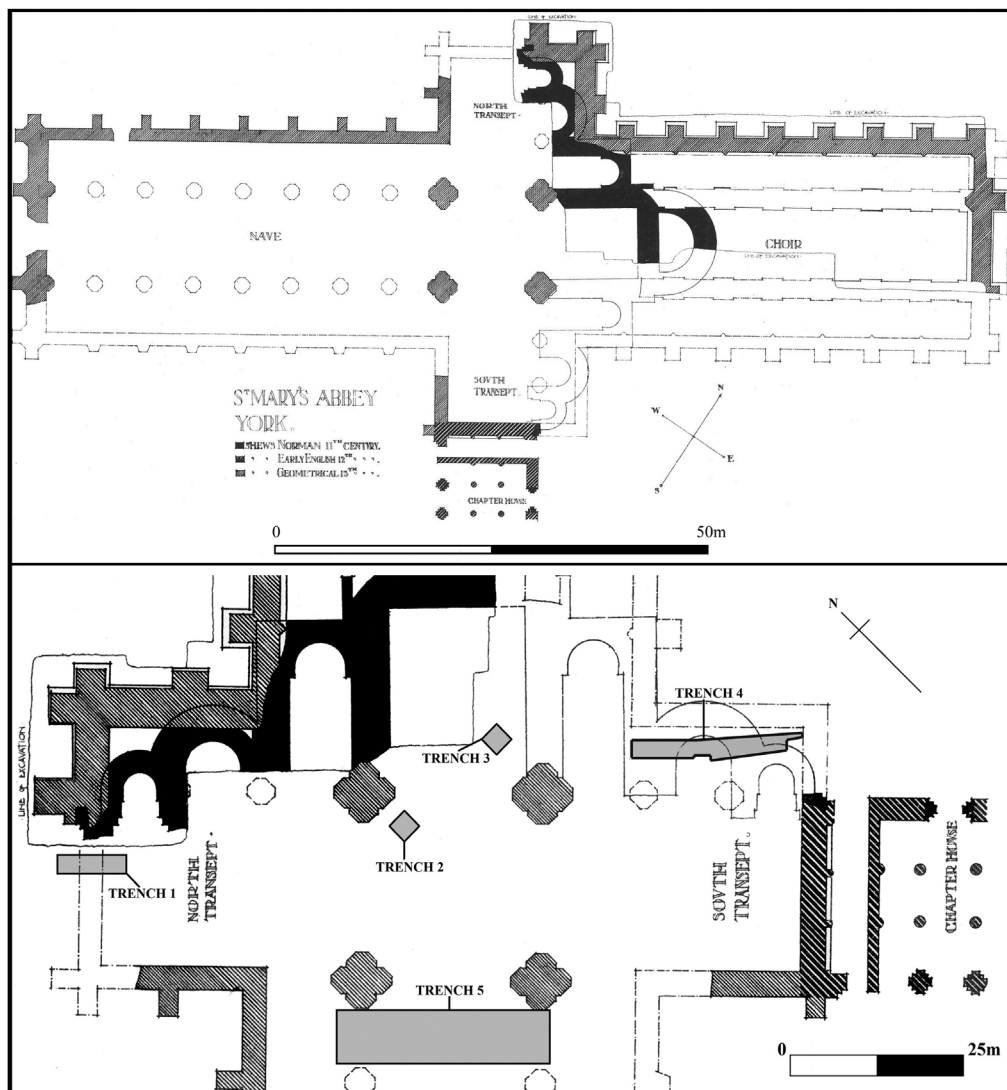 LINE OF EXCAVATION
NORTH
TRANSEPT.
LINE OF EXCAVATION
NAVE
CHOIR
LINE OF EXCAVATION
SOVTH
TRANSEPT.
ST MARY'S ABBEY
YORK.
SHEWS NORMAN 11TH CENTURY.
" " EARLY ENGLISH 12TH " " "
" " GEOMETRICAL 13TH " " "
N
W
E
S
CHAPTER HOUSE
0 50m
N
LINE OF EXCAVATION
TRENCH 4
TRENCH 3
TRENCH 2
TRENCH 1
NORTH
TRANSEPT.
SOVTH
TRANSEPT.
CHAPTER HOUSE
TRENCH 5
0 25m